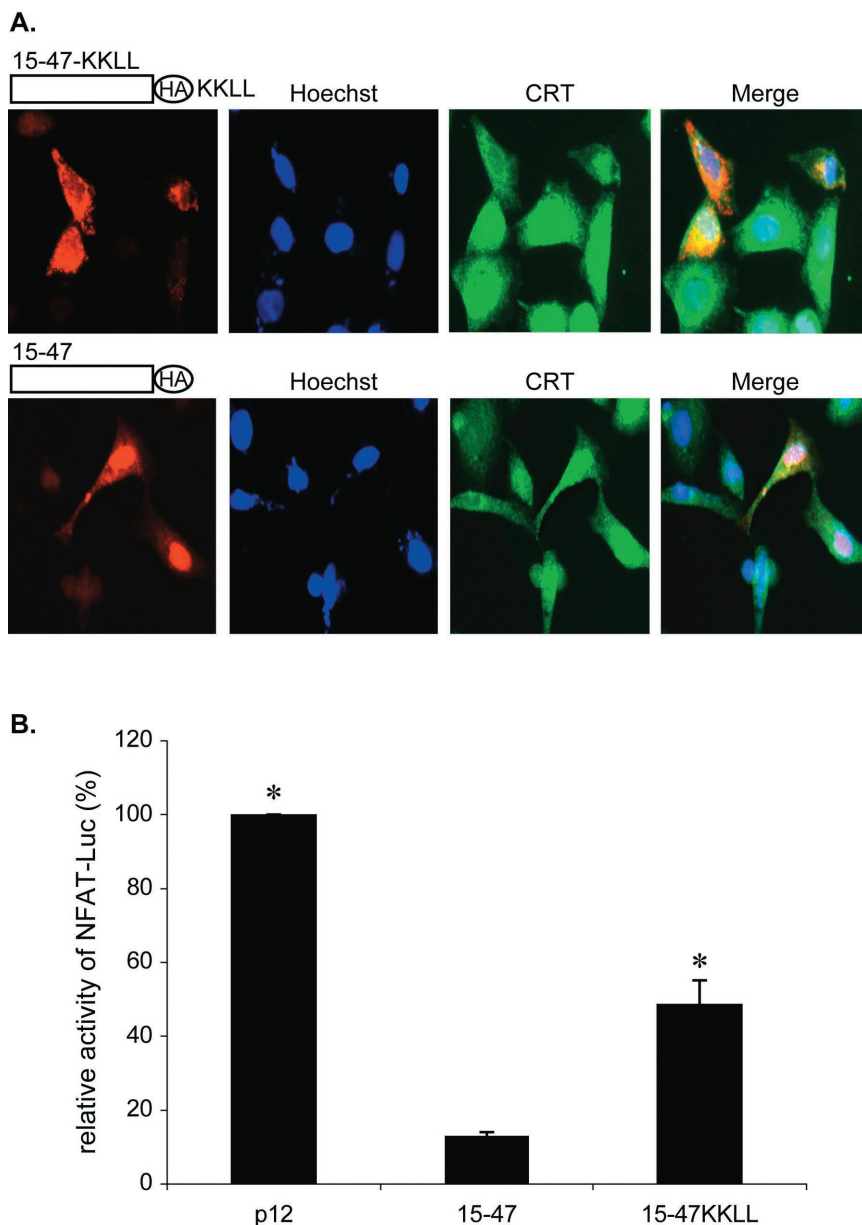 A.
15-47-KKLL
HA KKLL
Hoechst CRT Merge
15-47
HA
Hoechst CRT Merge
B.
relative activity of NFAT-Luc (%)
120
100
80
60
40
20
0
*
*
p12 15-47 15-47KKLL